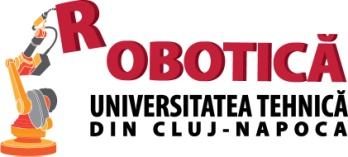 ROBOTICĂ
UNIVERSITATEA TEHNICĂ
DIN CLUJ-NAPOCA